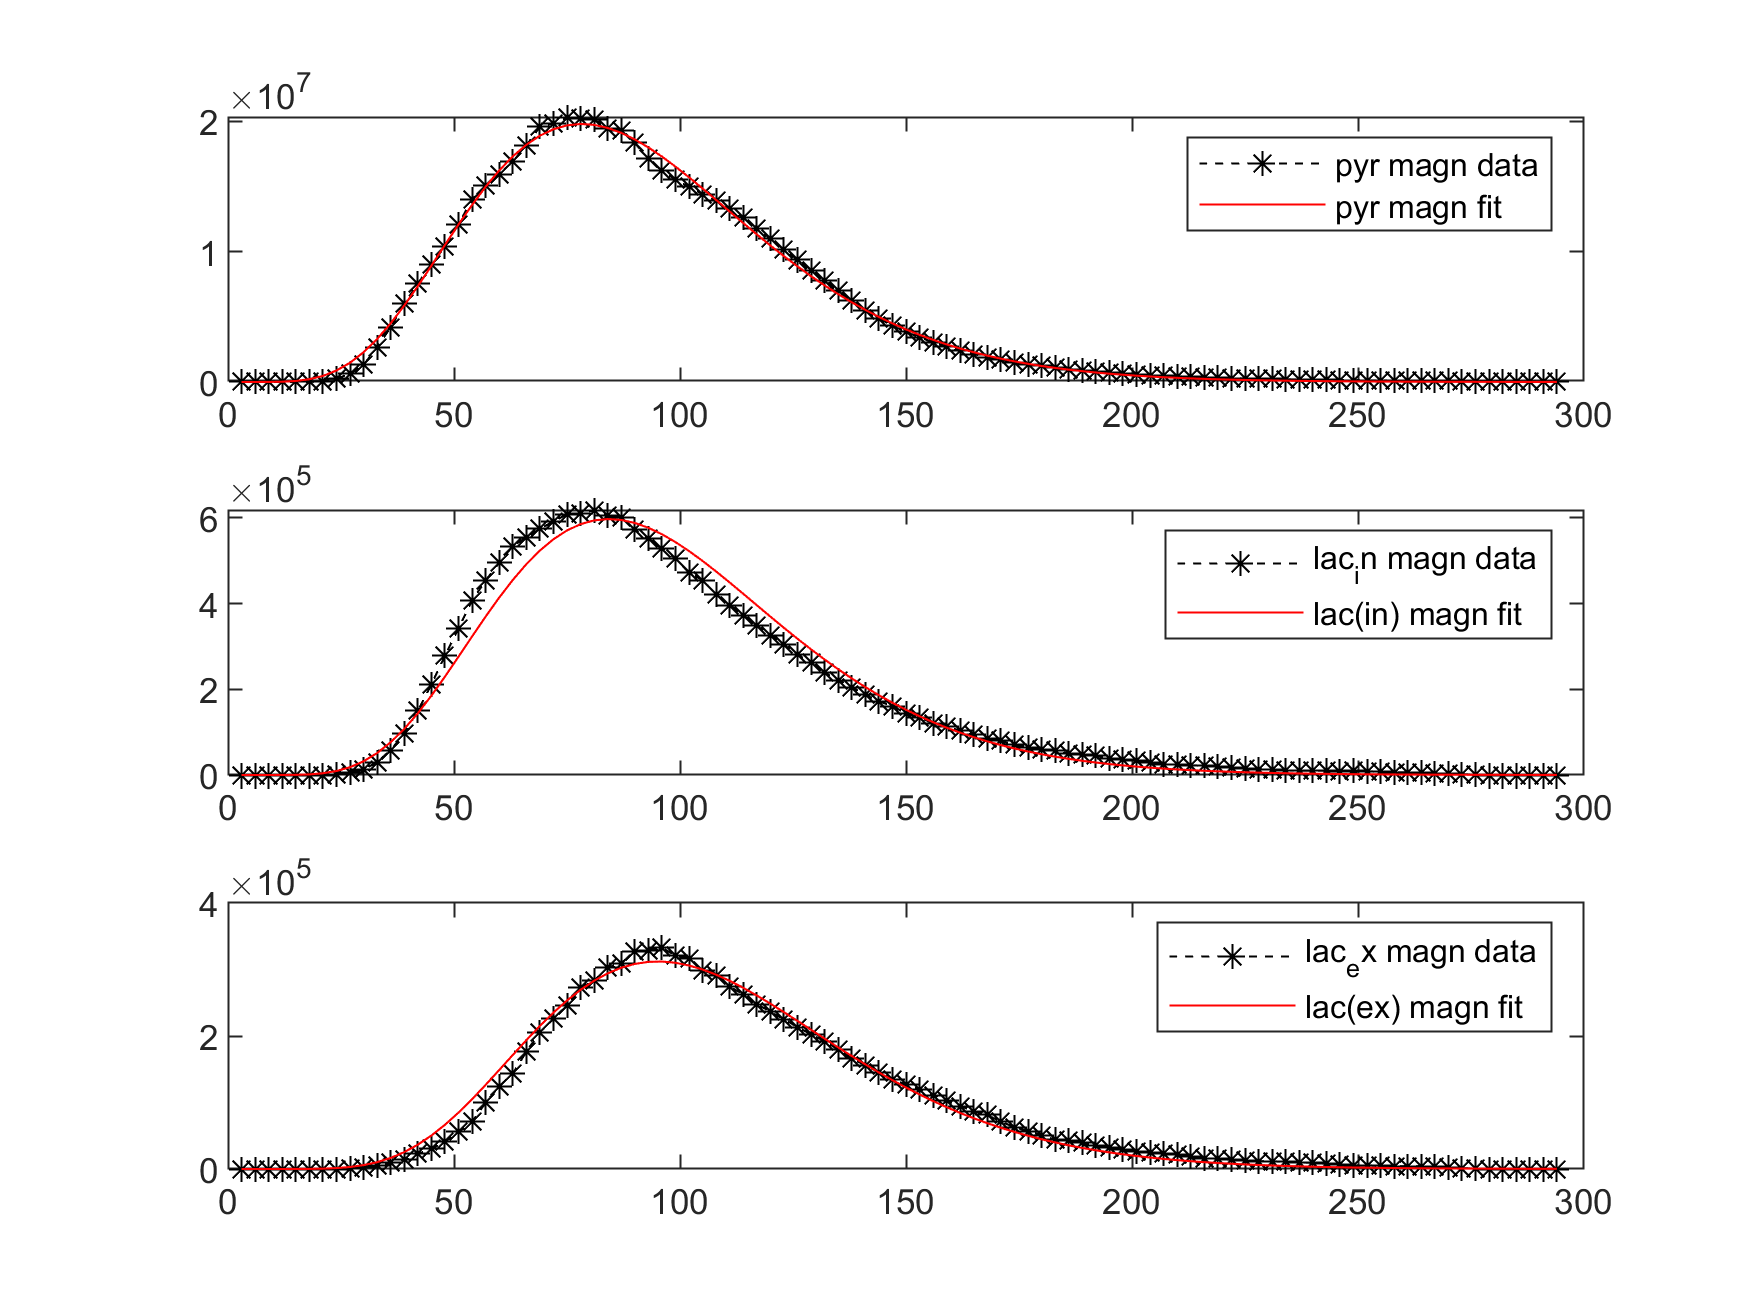 ×10^7
2
1
0
0 50 100 150 200 250 300
pyr magn data
pyr magn fit
×10^5
6
4
2
0
0 50 100 150 200 250 300
lac_in magn data
lac(in) magn fit
×10^5
4
2
0
0 50 100 150 200 250 300
lac_ex magn data
lac(ex) magn fit